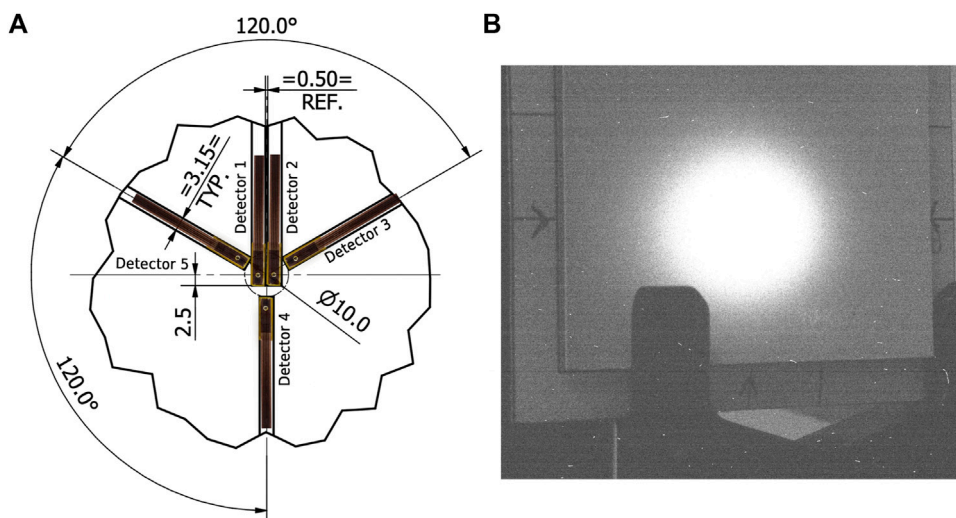 A
B
120.0°
=0.50=
REF.
=3.15=
TYP.
Detector 1
Detector 2
Detector 3
Detector 5
2.5
Ø10.0
Detector 4
120.0°